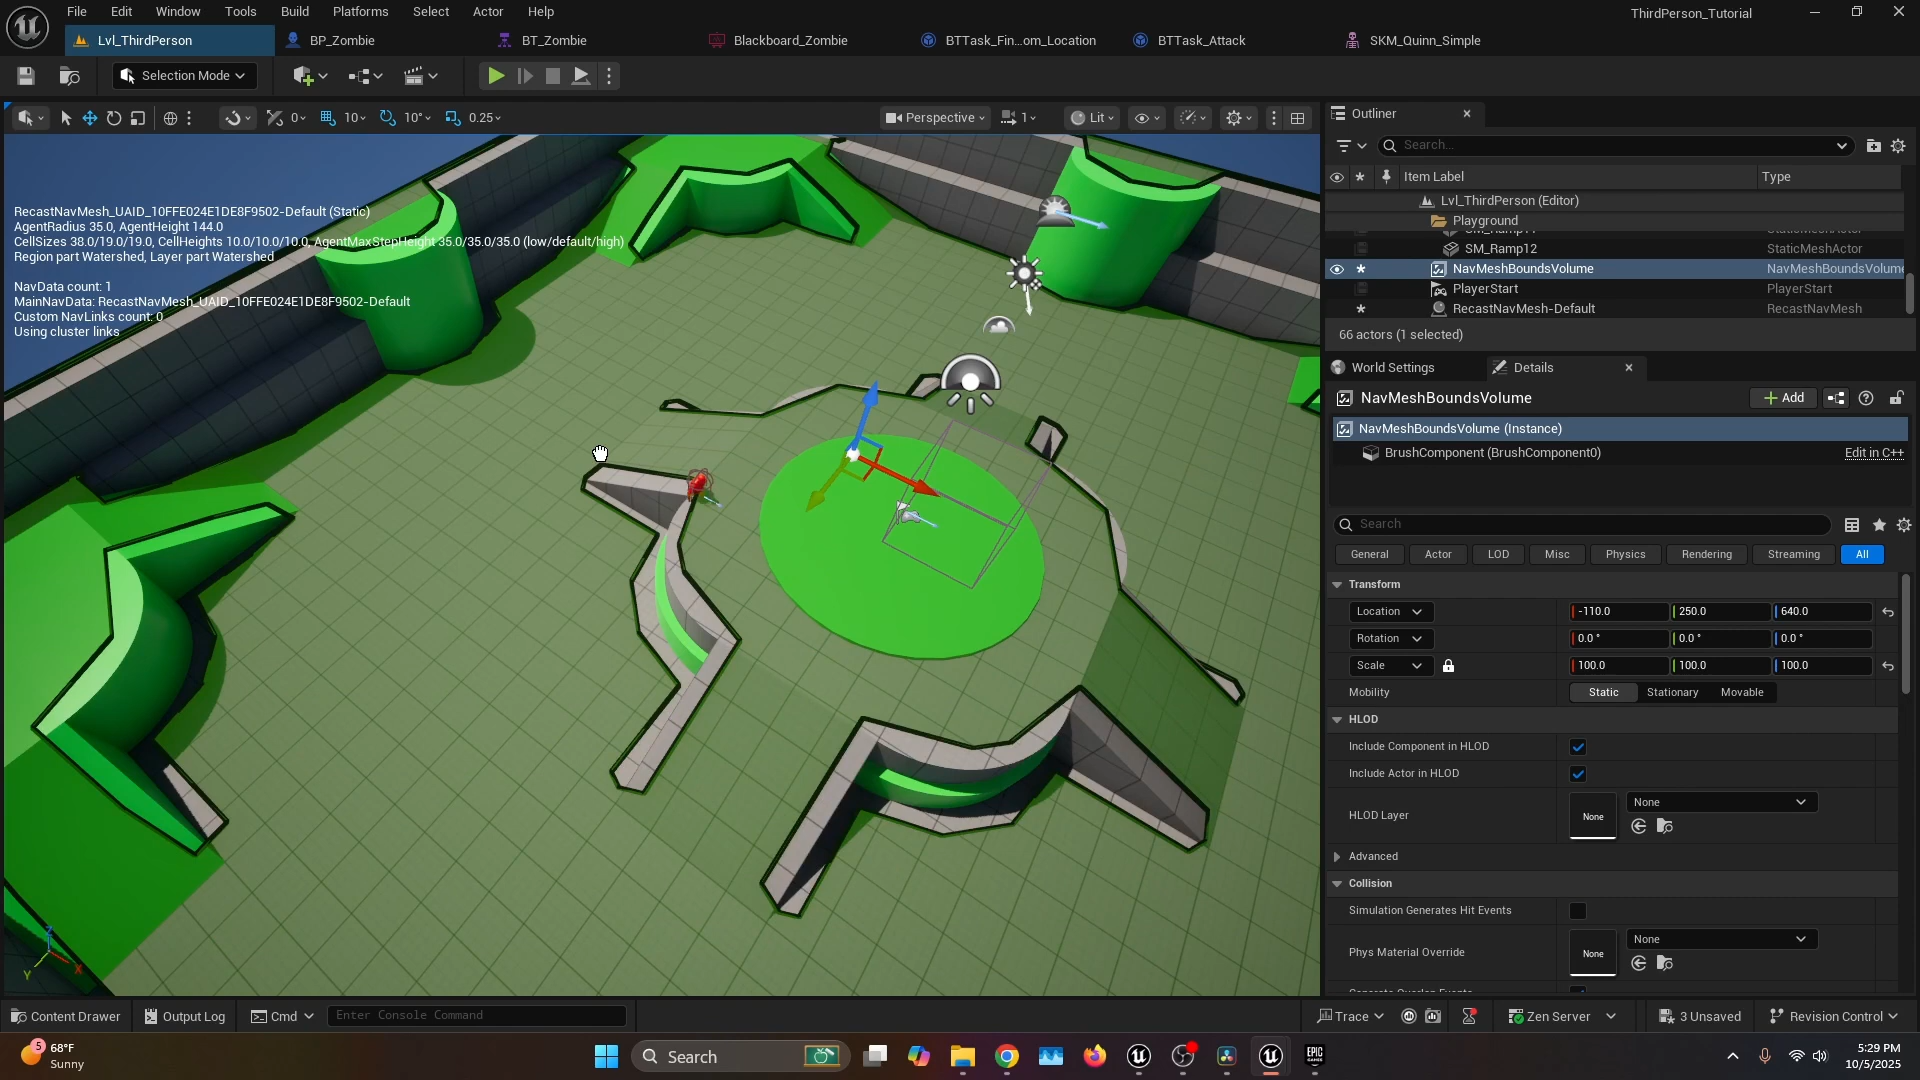 File Edit Window Tools Build Platforms Select Actor Help
ThirdPerson_Tutorial
Lvl_ThirdPerson
BP_Zombie
BT_Zombie
Blackboard_Zombie
BTTask_Fin...om_Location
BTTask_Attack
SKM_Quinn_Simple
Selection Mode
0
10
10°
0.25
Perspective
1
Lit
RecastNavMesh_UAID_10FFE024E1DE8F9502-Default (Static)
AgentRadius 35.0, AgentHeight 144.0
CellSizes 38.0/19.0/19.0, CellHeights 10.0/10.0/10.0, AgentMaxStepHeight 35.0/35.0/35.0 (low/default/high)
Region part Watershed, Layer part Watershed
NavData count: 1
MainNavData: RecastNavMesh_UAID_10FFE024E1DE8F9502-Default
Custom NavLinks count: 0
Using cluster links
Z
Y
X
Outliner
Search...
Item Label Type
Lvl_ThirdPerson (Editor)
Playground
SM_Ramp12 StaticMeshActor
NavMeshBoundsVolume NavMeshBoundsVolume
PlayerStart PlayerStart
RecastNavMesh-Default RecastNavMesh
66 actors (1 selected)
World Settings
Details
NavMeshBoundsVolume
Add
NavMeshBoundsVolume (Instance)
BrushComponent (BrushComponent0) Edit in C++
Search
General Actor LOD Misc Physics Rendering Streaming All
Transform
Location -110.0 250.0 640.0
Rotation 0.0 ° 0.0 ° 0.0 °
Scale 100.0 100.0 100.0
Mobility Static Stationary Movable
HLOD
Include Component in HLOD
Include Actor in HLOD
HLOD Layer None None
Advanced
Collision
Simulation Generates Hit Events
Phys Material Override None None
Content Drawer
Output Log
Cmd
Enter Console Command
Trace
Zen Server
3 Unsaved
Revision Control
5
68°F
Sunny
Search
EPIC
GAMES
5:29 PM
10/5/2025